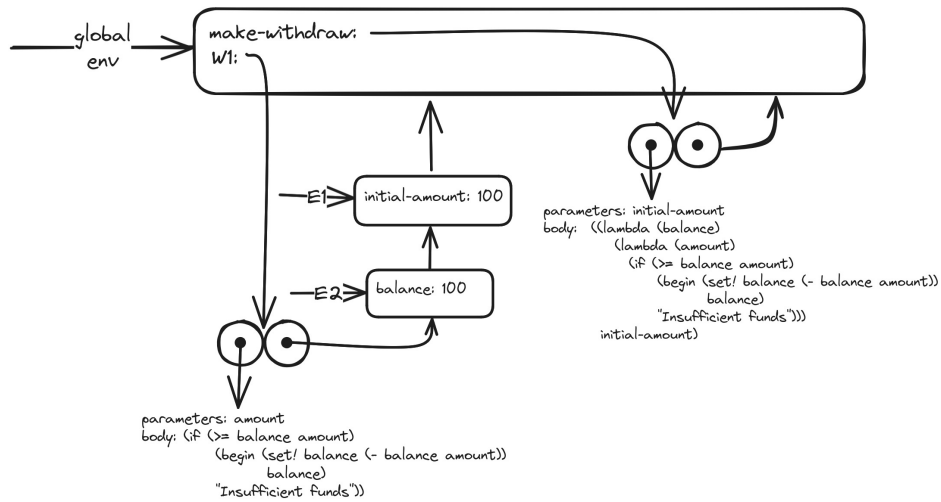 global
env
make-withdraw:
W1:
E1
initial-amount: 100
E2
balance: 100
parameters: initial-amount
body: ((lambda (balance)
(lambda (amount)
(if (>= balance amount)
(begin (set! balance (- balance amount))
balance)
"Insufficient funds")))
initial-amount)
parameters: amount
body: (if (>= balance amount)
(begin (set! balance (- balance amount))
balance)
"Insufficient funds"))